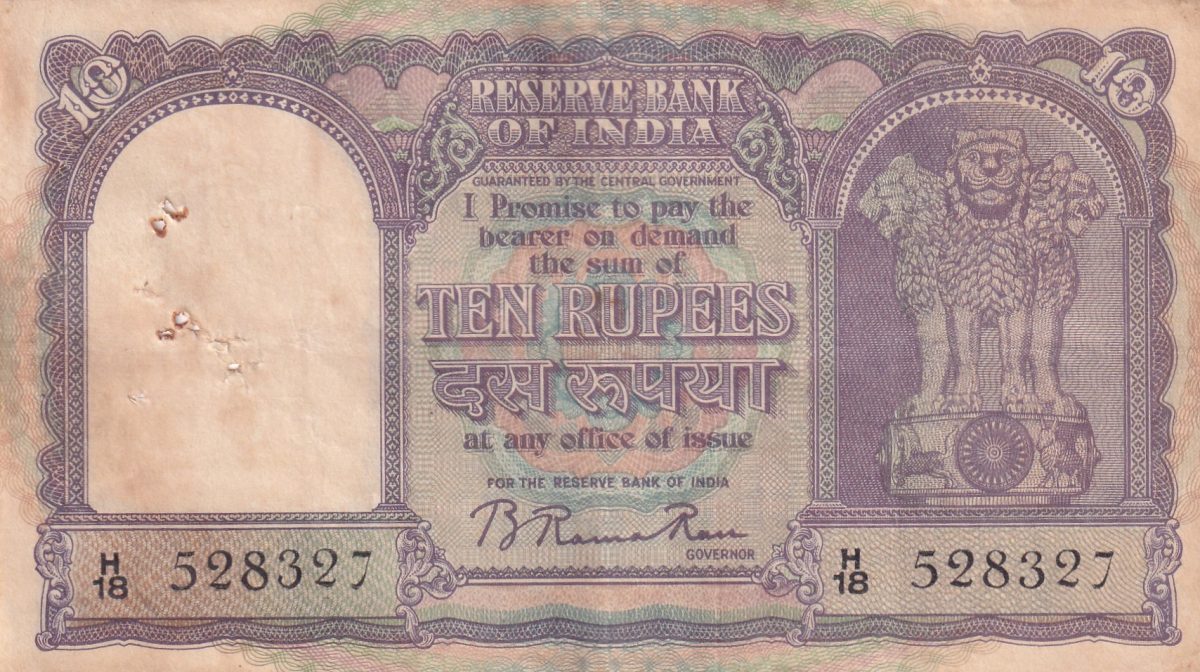 10
10
RESERVE BANK
OF INDIA
GUARANTEED BY THE CENTRAL GOVERNMENT
I Promise to pay the
bearer on demand
the sum of
TEN RUPEES
दस रूपया
at any office of issue
FOR THE RESERVE BANK OF INDIA
B Rama Rau
GOVERNOR
H
18 528327
H
18 528327